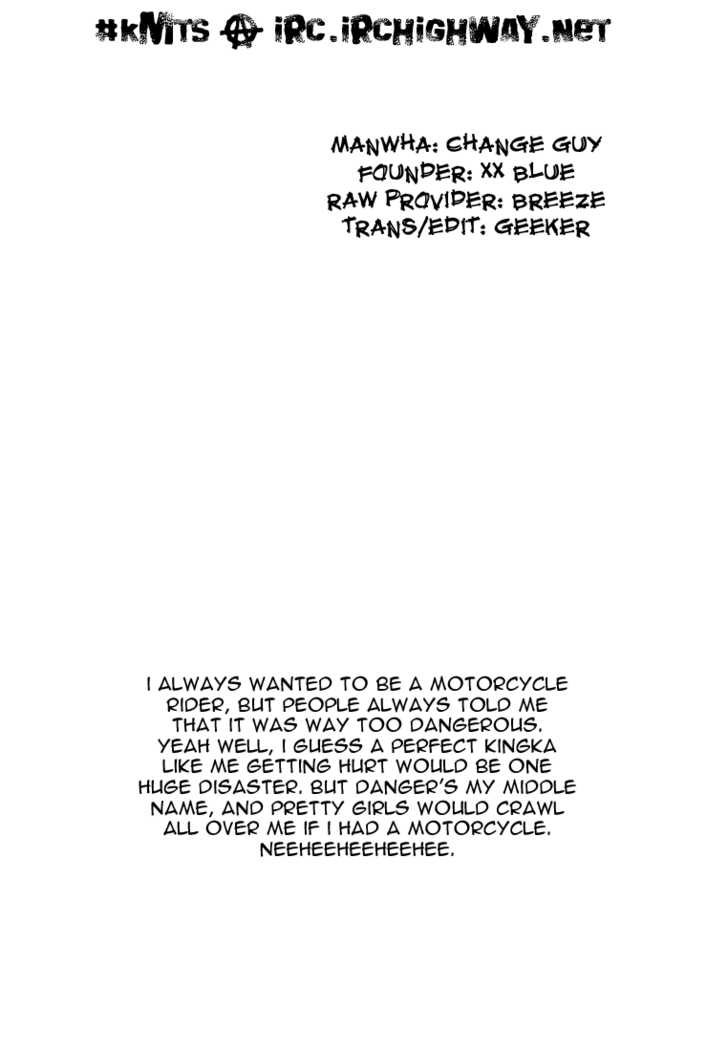 #kMTS @ iRC.iRCHiGHWAY.NeT
MANWHA: CHANGE GUY
FOUNDER: XX BLUE
RAW PROVIDER: BREEZE
TRANS/EDIT: GEEKER
I ALWAYS WANTED TO BE A MOTORCYCLE
RIDER, BUT PEOPLE ALWAYS TOLD ME
THAT IT WAS WAY TOO DANGEROUS.
YEAH WELL, I GUESS A PERFECT KINGKA
LIKE ME GETTING HURT WOULD BE ONE
HUGE DISASTER. BUT DANGER'S MY MIDDLE
NAME, AND PRETTY GIRLS WOULD CRAWL
ALL OVER ME IF I HAD A MOTORCYCLE.
NEEHEEHEEHEEHEE.